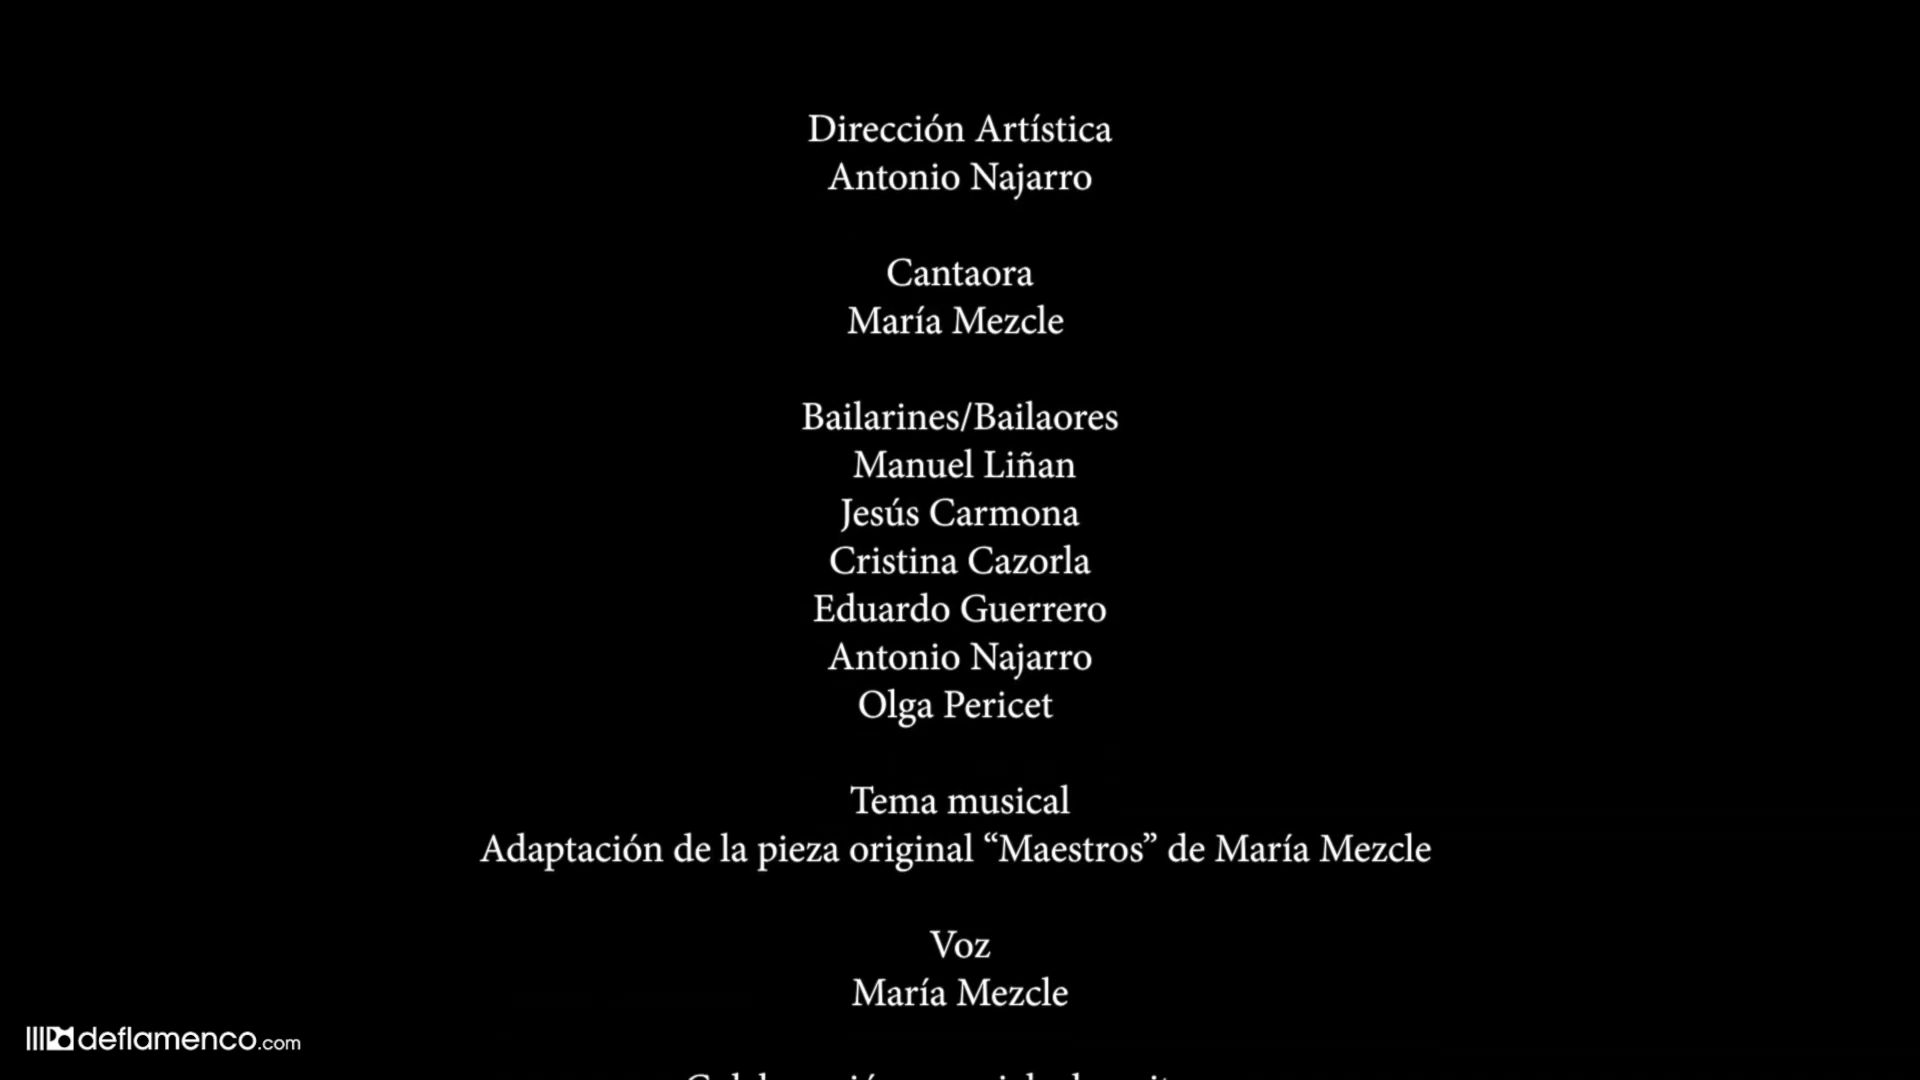 Dirección Artística
Antonio Najarro
Cantaora
María Mezcle
Bailarines/Bailaores
Manuel Liñan
Jesús Carmona
Cristina Cazorla
Eduardo Guerrero
Antonio Najarro
Olga Pericet
Tema musical
Adaptación de la pieza original “Maestros” de María Mezcle
Voz
María Mezcle
deflamenco.com